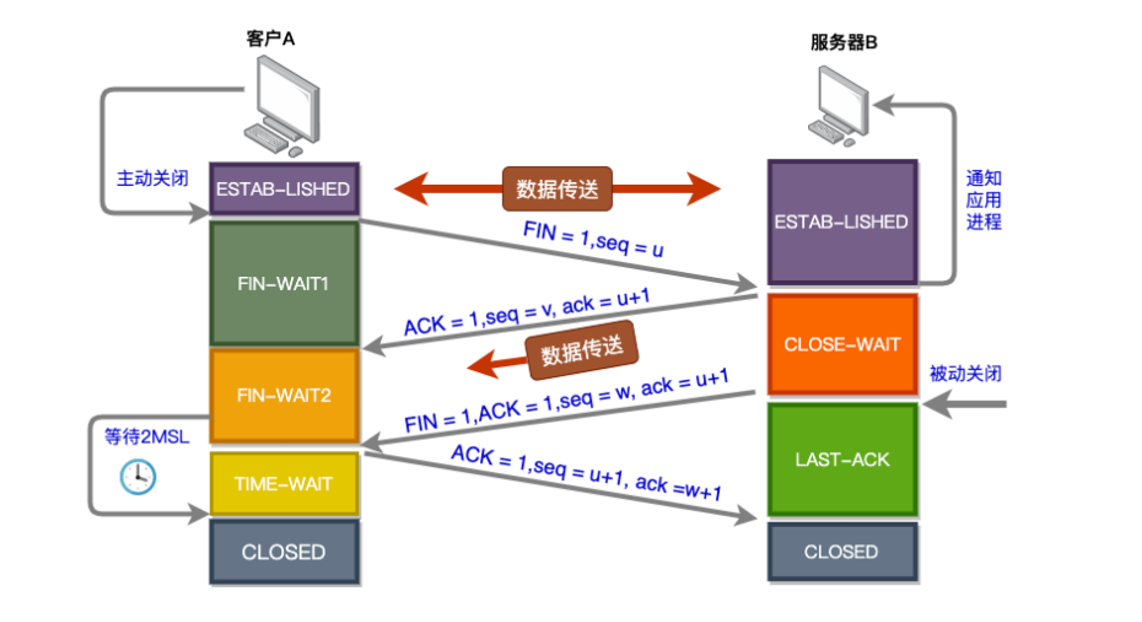 客户A
服务器B
主动关闭
ESTAB-LISHED
数据传送
ESTAB-LISHED
通知
应用
进程
FIN = 1,seq = u
FIN-WAIT1
ACK = 1,seq = v, ack = u+1
数据传送
CLOSE-WAIT
被动关闭
FIN-WAIT2
FIN = 1,ACK = 1,seq = w, ack = u+1
等待2MSL
ACK = 1,seq = u+1, ack =w+1
LAST-ACK
TIME-WAIT
CLOSED
CLOSED